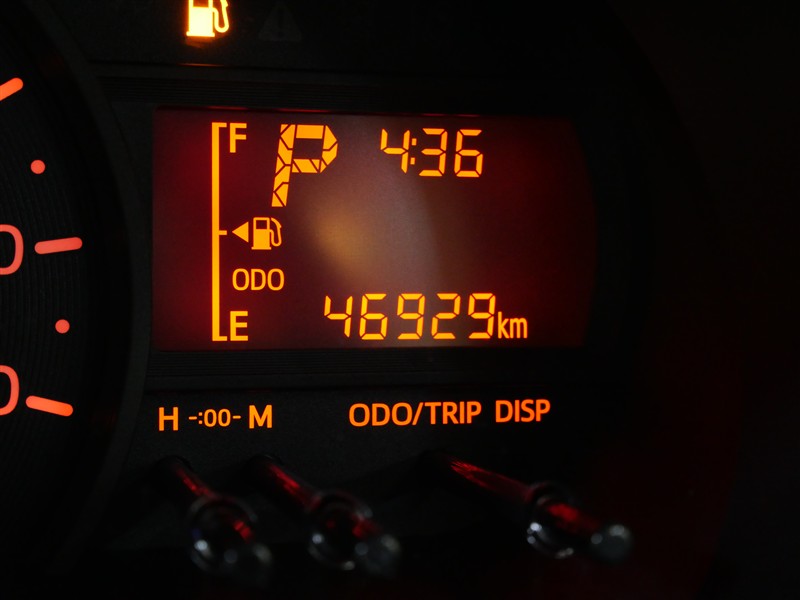 F P 4:36
ODO
E 46929km
H -:00- M ODO/TRIP DISP